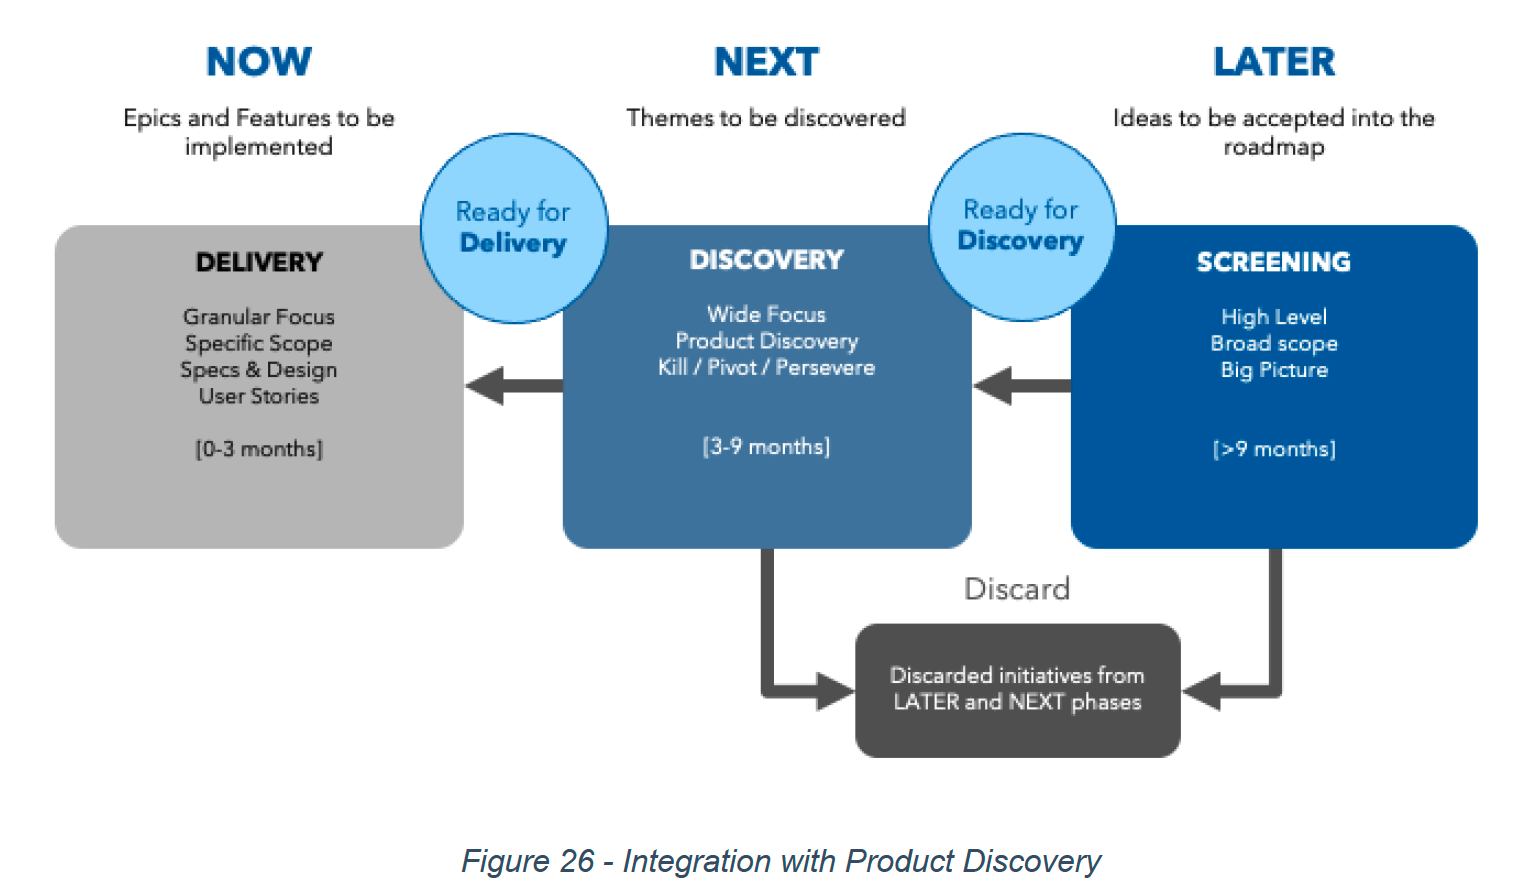 NOW
Epics and Features to be
implemented
NEXT
Themes to be discovered
LATER
Ideas to be accepted into the
roadmap
Ready for
Delivery
Ready for
Discovery
DELIVERY
Granular Focus
Specific Scope
Specs & Design
User Stories
[0-3 months]
DISCOVERY
Wide Focus
Product Discovery
Kill / Pivot / Persevere
[3-9 months]
SCREENING
High Level
Broad scope
Big Picture
[>9 months]
Discard
Discarded initiatives from
LATER and NEXT phases
Figure 26 - Integration with Product Discovery